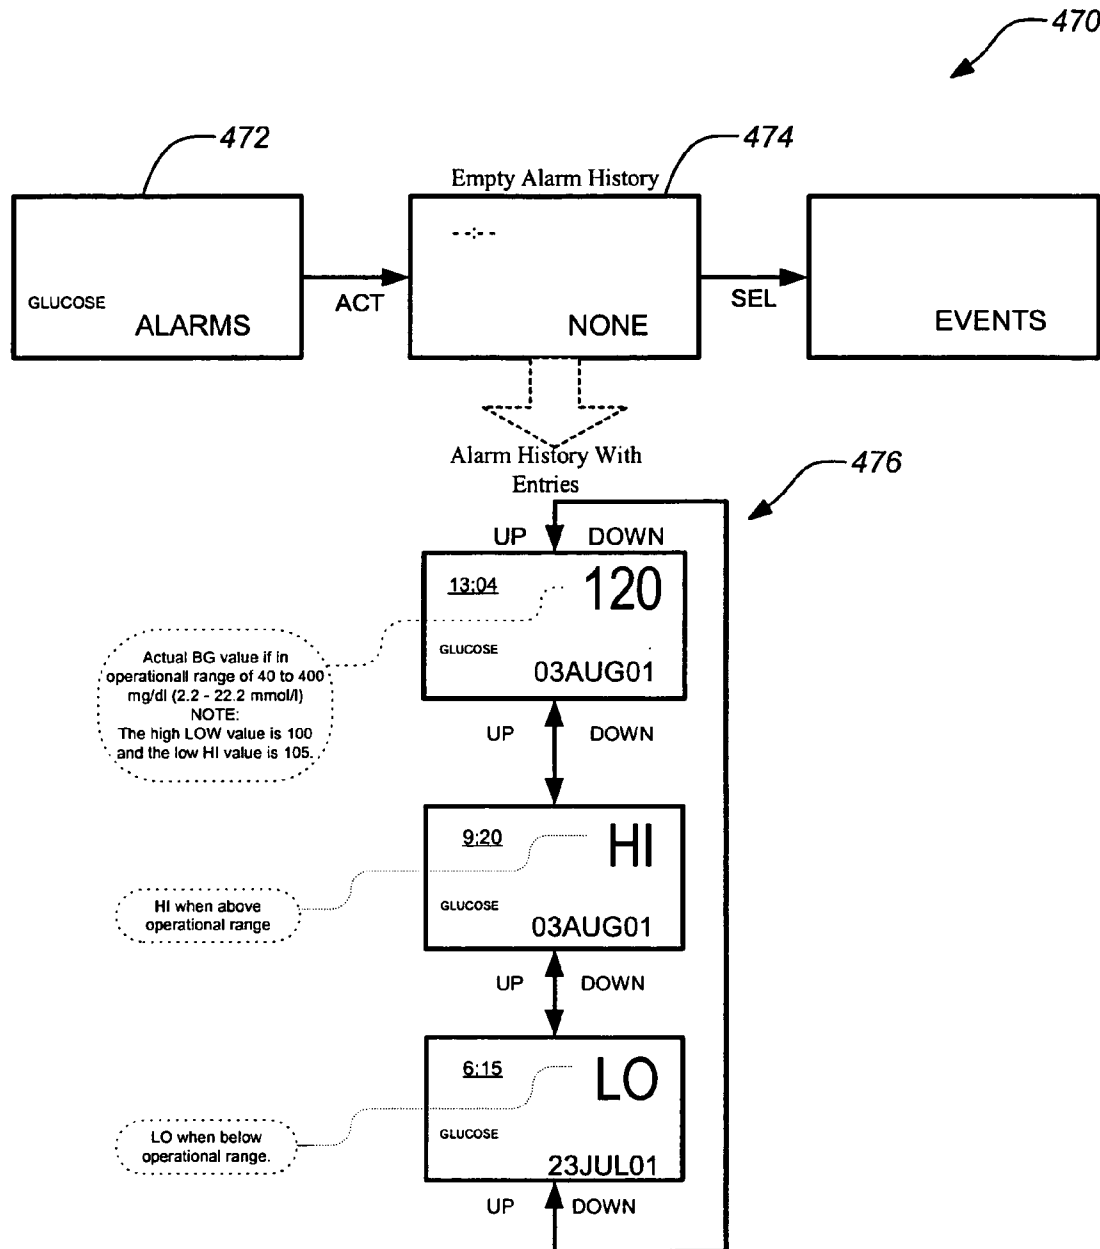 470
472
474
Empty Alarm History
--:--
GLUCOSE
ALARMS
ACT
NONE
SEL
EVENTS
Alarm History With
Entries
476
UP DOWN
13:04
120
GLUCOSE
03AUG01
Actual BG value if in
operationall range of 40 to 400
mg/dl (2.2 - 22.2 mmol/l)
NOTE:
The high LOW value is 100
and the low HI value is 105.
UP DOWN
9:20
HI
GLUCOSE
03AUG01
HI when above
operational range
UP DOWN
6:15
LO
GLUCOSE
23JUL01
LO when below
operational range.
UP DOWN